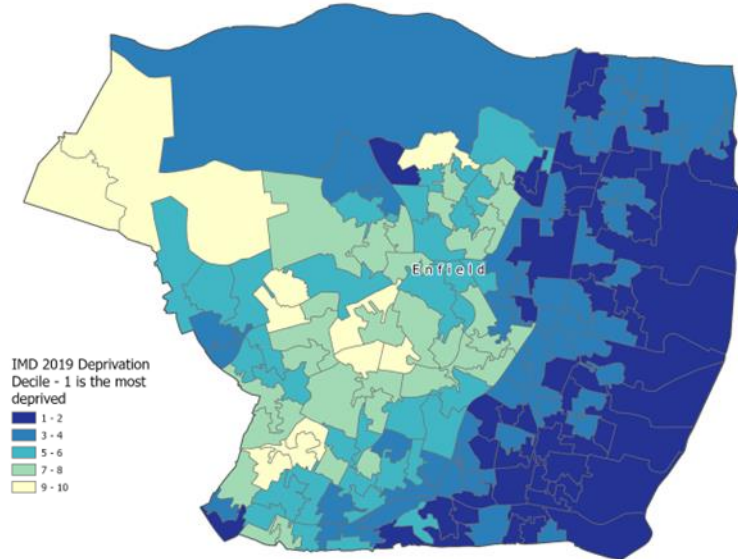 Enfield
IMD 2019 Deprivation
Decile - 1 is the most
deprived
1 - 2
3 - 4
5 - 6
7 - 8
9 - 10